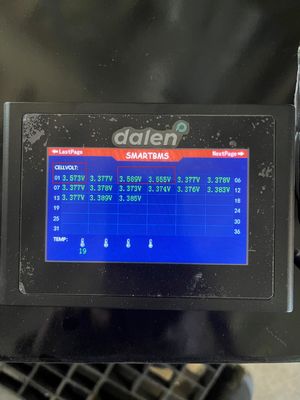 dalen
LastPage SMARTBMS NextPage
CELLVOLT:
01 3.573V 3.377V 3.569V 3.555V 3.377V 3.378V 06
07 3.377V 3.378V 3.373V 3.374V 3.376V 3.383V 12
13 3.377V 3.389V 3.385V 18
19 24
25 30
31 36
TEMP:
19